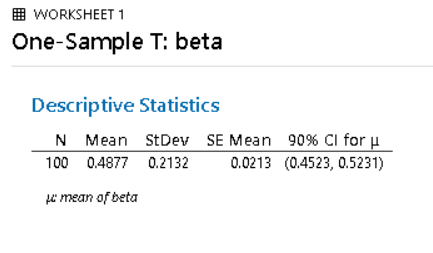 WORKSHEET 1
One-Sample T: beta
Descriptive Statistics
N Mean StDev SE Mean 90% CI for μ
100 0.4877 0.2132 0.0213 (0.4523, 0.5231)
μ: mean of beta